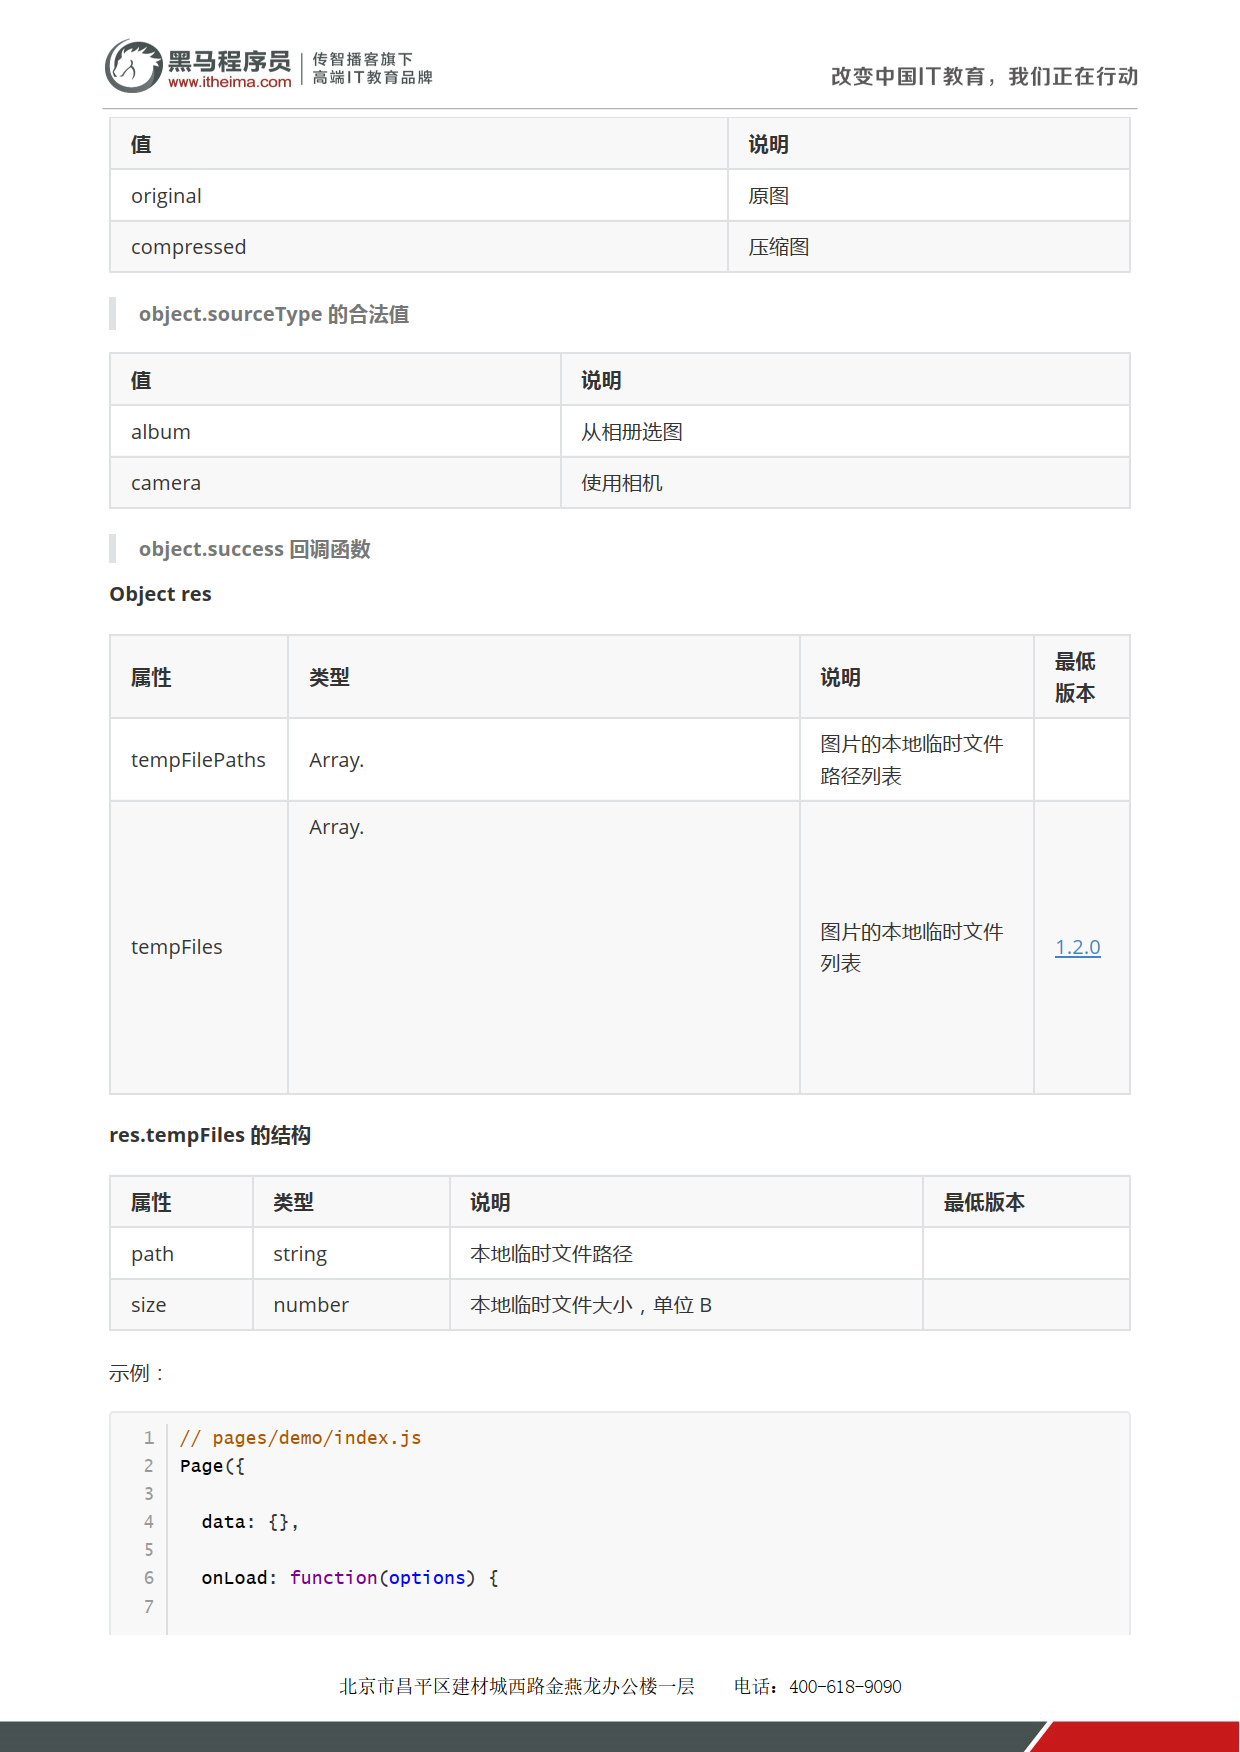 黑马程序员
www.itheima.com
传智播客旗下
高端IT教育品牌
改变中国IT教育，我们正在行动
值 说明
original 原图
compressed 压缩图
object.sourceType 的合法值
值 说明
album 从相册选图
camera 使用相机
object.success 回调函数
Object res
属性 类型 说明 最低
版本
tempFilePaths Array. 图片的本地临时文件
路径列表
tempFiles Array. 图片的本地临时文件
列表 1.2.0
res.tempFiles 的结构
属性 类型 说明 最低版本
path string 本地临时文件路径
size number 本地临时文件大小，单位 B
示例：
1 // pages/demo/index.js
2 Page({
3
4 data: {},
5
6 onLoad: function(options) {
7
北京市昌平区建材城西路金燕龙办公楼一层 电话：400-618-9090